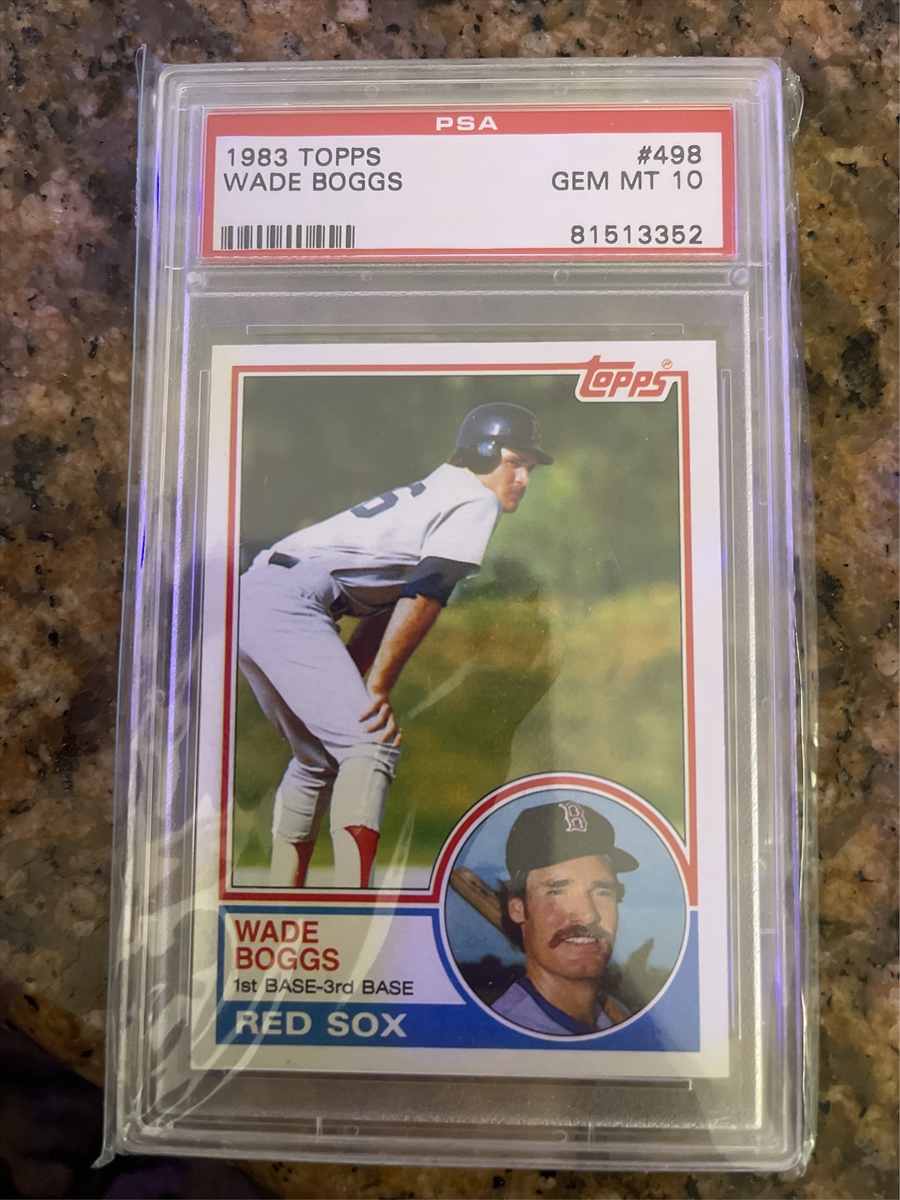 PSA
1983 TOPPS #498
WADE BOGGS GEM MT 10
81513352
TOPPS
6
B
WADE
BOGGS
1st BASE-3rd BASE
RED SOX